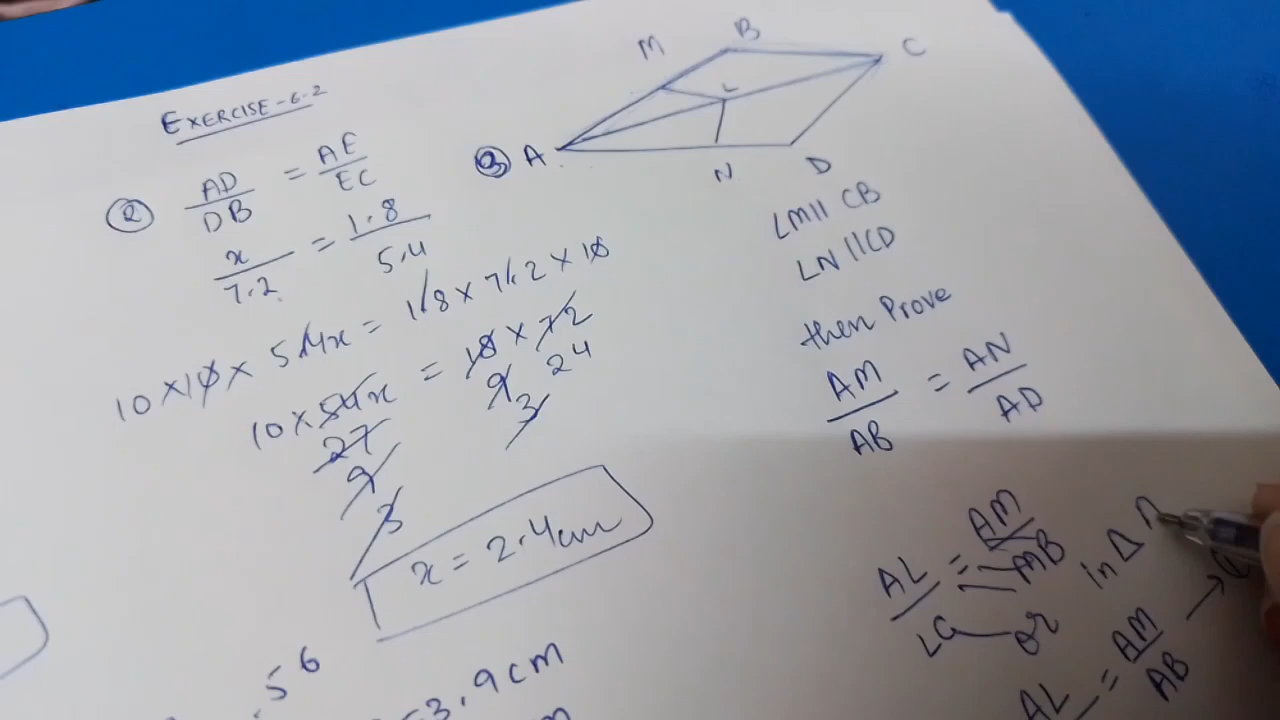 EXERCISE-6.2
② AD/DB = AE/EC
x/7.2 = 1.8/5.4
10×10× 5.4x = 1.8 × 7.2 × 10
10×54x = 18 × 72
27 9 24
9 3
3
x = 2.4cm
56
3.9cm
③ A
M B C
L
N D
LM || CB
LN || CD
then Prove
AM/AB = AN/AD
AL/LC = AM/MB
or in Δ
AL/ = AM/AB →